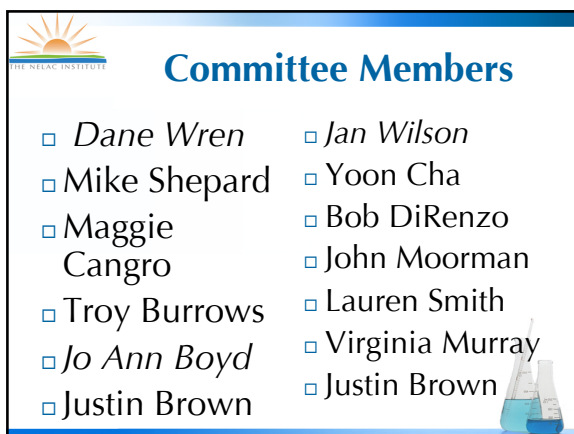 THE NELAC INSTITUTE
Committee Members
Dane Wren
Mike Shepard
Maggie
Cangro
Troy Burrows
Jo Ann Boyd
Justin Brown
Jan Wilson
Yoon Cha
Bob DiRenzo
John Moorman
Lauren Smith
Virginia Murray
Justin Brown